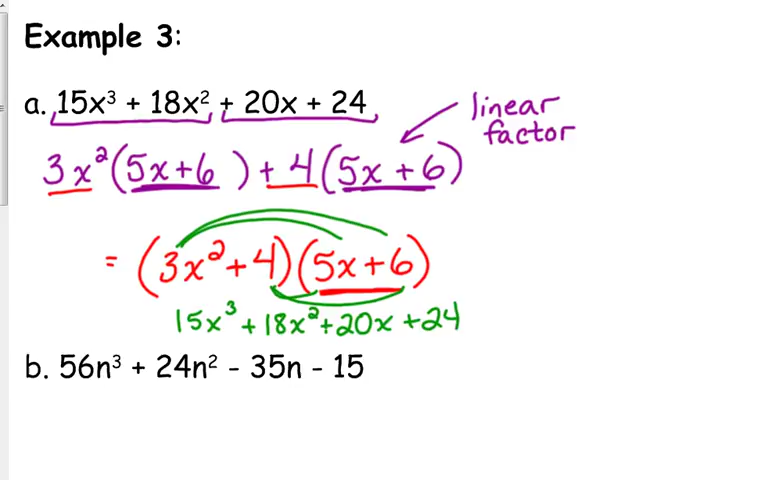 Example 3:
a. 15x³ + 18x² + 20x + 24
linear
factor
3x²(5x+6) + 4(5x+6)
= (3x²+4)(5x+6)
15x³+18x²+20x+24
b. 56n³ + 24n² - 35n - 15